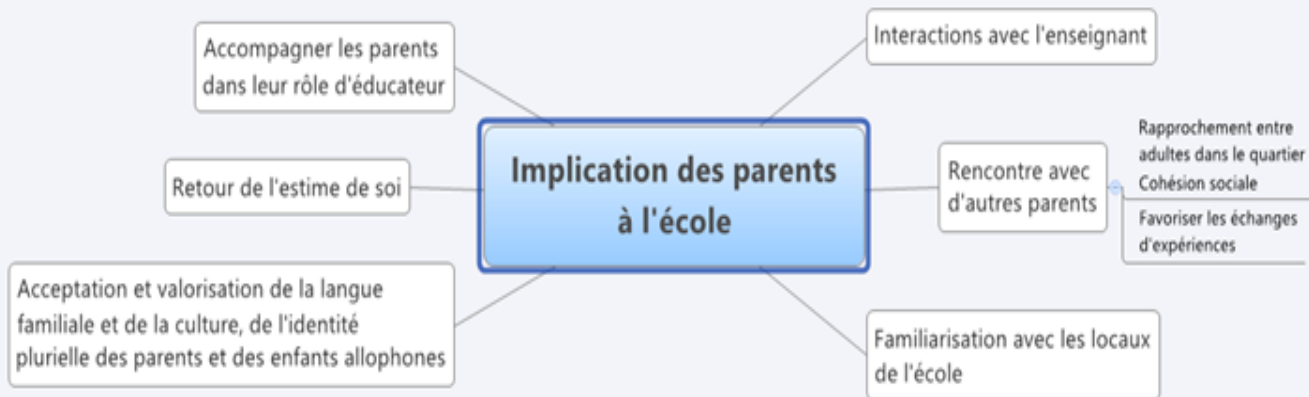 Accompagner les parents
dans leur rôle d'éducateur
Retour de l'estime de soi
Acceptation et valorisation de la langue
familiale et de la culture, de l'identité
plurielle des parents et des enfants allophones
Implication des parents
à l'école
Interactions avec l'enseignant
Rencontre avec
d'autres parents
Rapprochement entre
adultes dans le quartier
Cohésion sociale
Favoriser les échanges
d'expériences
Familiarisation avec les locaux
de l'école